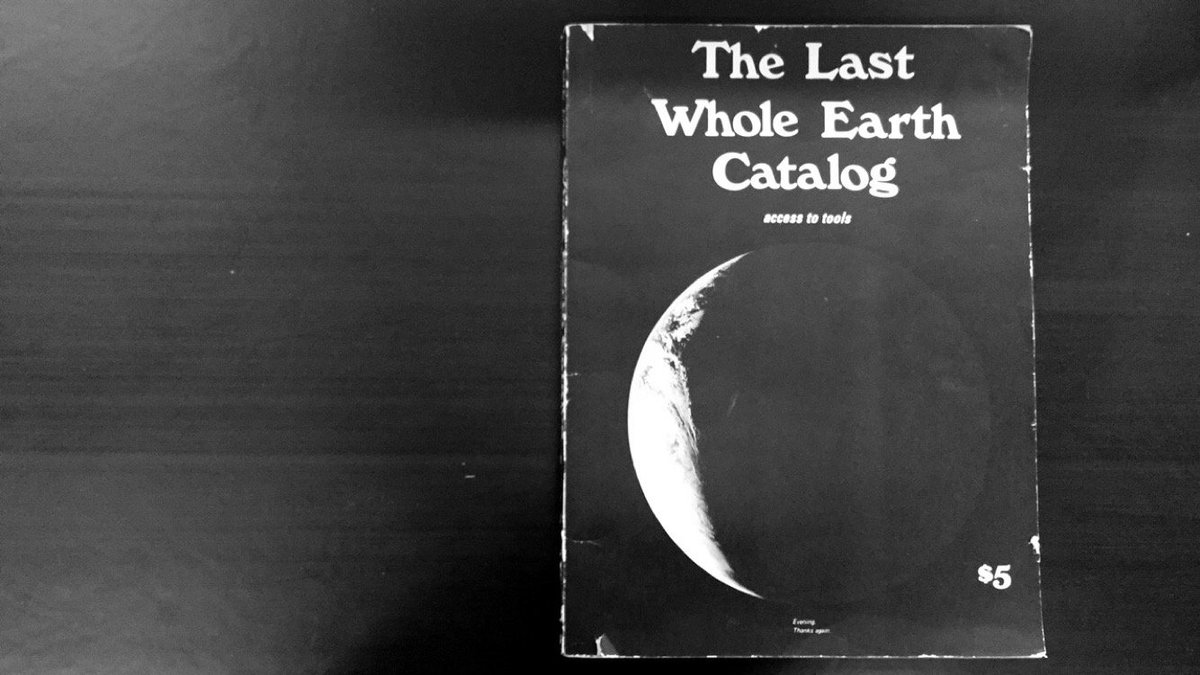 The Last
Whole Earth
Catalog
access to tools
$5
Evening.
Thanks again.